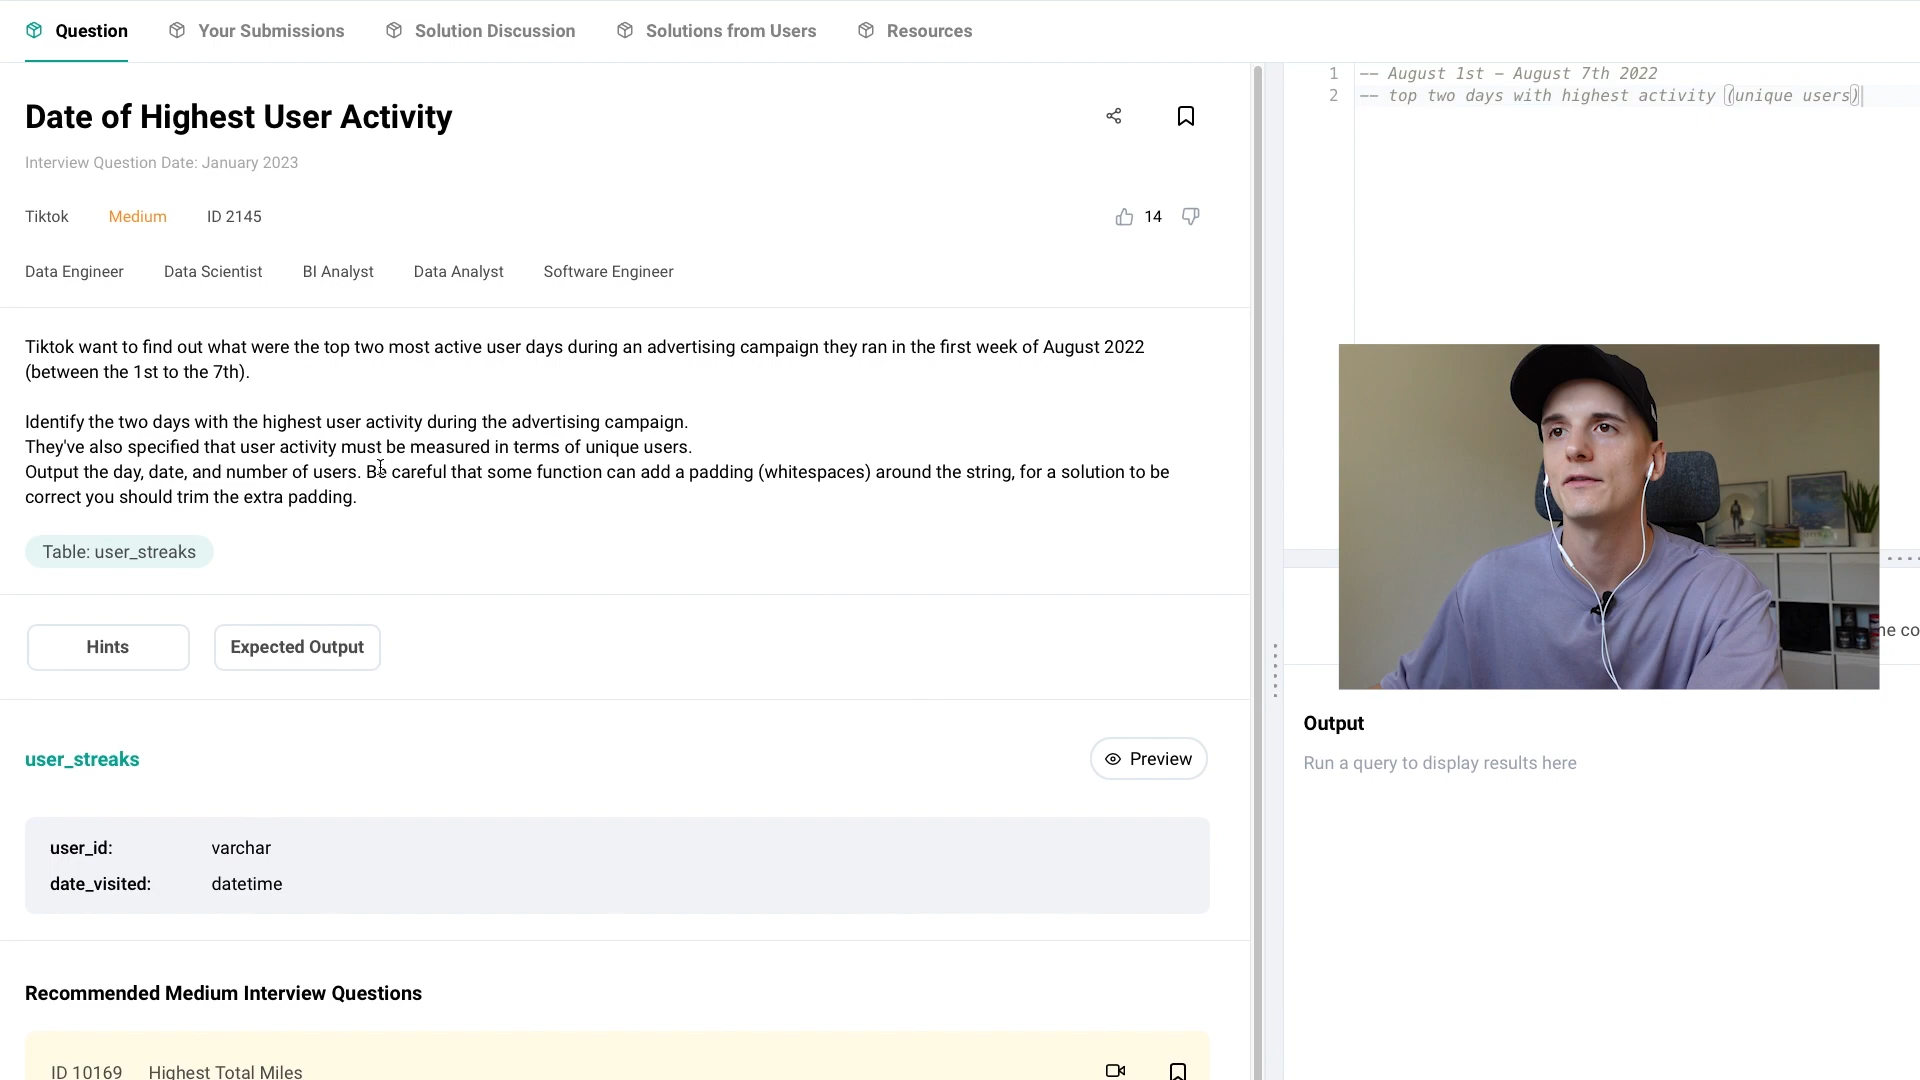 Question
Your Submissions
Solution Discussion
Solutions from Users
Resources
Date of Highest User Activity
Interview Question Date: January 2023
Tiktok
Medium
ID 2145
14
Data Engineer
Data Scientist
BI Analyst
Data Analyst
Software Engineer
Tiktok want to find out what were the top two most active user days during an advertising campaign they ran in the first week of August 2022
(between the 1st to the 7th).
Identify the two days with the highest user activity during the advertising campaign.
They've also specified that user activity must be measured in terms of unique users.
Output the day, date, and number of users. Be careful that some function can add a padding (whitespaces) around the string, for a solution to be
correct you should trim the extra padding.
Table: user_streaks
Hints
Expected Output
user_streaks
Preview
user_id: varchar
date_visited: datetime
Recommended Medium Interview Questions
ID 10169 Highest Total Miles
1 -- August 1st - August 7th 2022
2 -- top two days with highest activity (unique users)
Output
Run a query to display results here